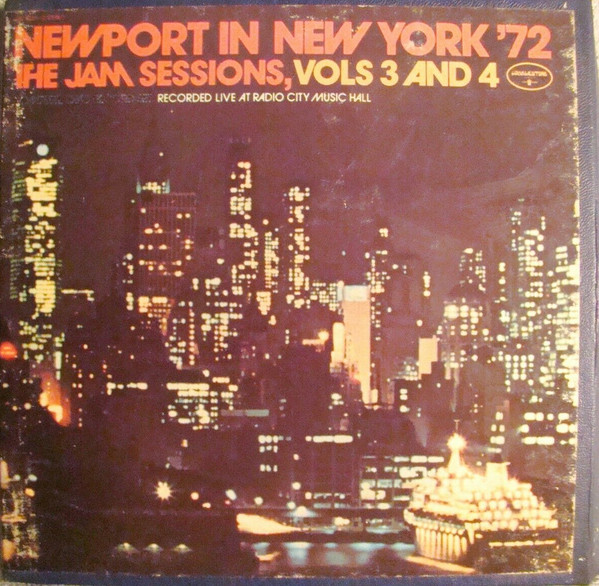 NEWPORT IN NEW YORK '72
THE JAM SESSIONS, VOLS 3 AND 4
RECORDED LIVE AT RADIO CITY MUSIC HALL